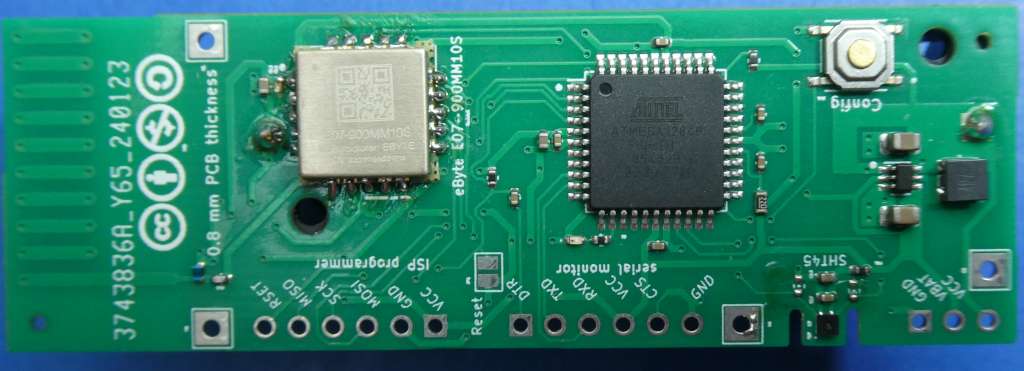 3743836A_Y65_240123
0.8 mm PCB thickness
E07-900MM10S
EBYTE
eByte E07-900MM10S
ATMEL
Config
ISP programmer
RSET
MISO
SCK
MOSI
GND
VCC
Reset
serial monitor
DTR
TXD
RXD
VCC
CTS
GND
SHT45
GND
VBAT
VCC